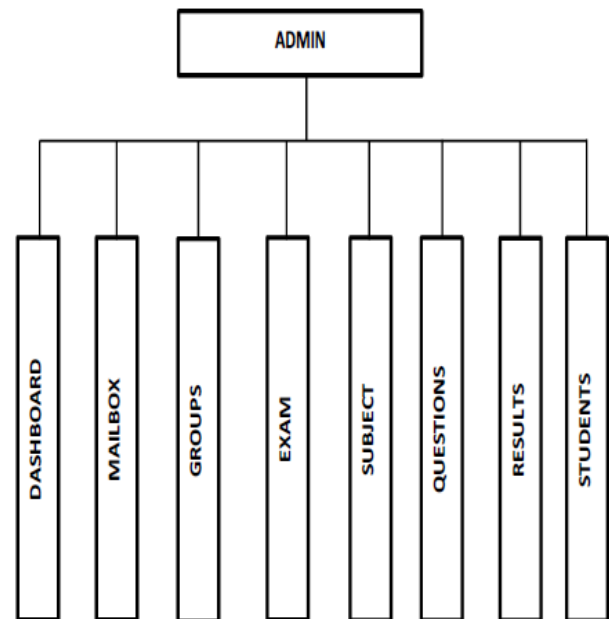 ADMIN
DASHBOARD
MAILBOX
GROUPS
EXAM
SUBJECT
QUESTIONS
RESULTS
STUDENTS